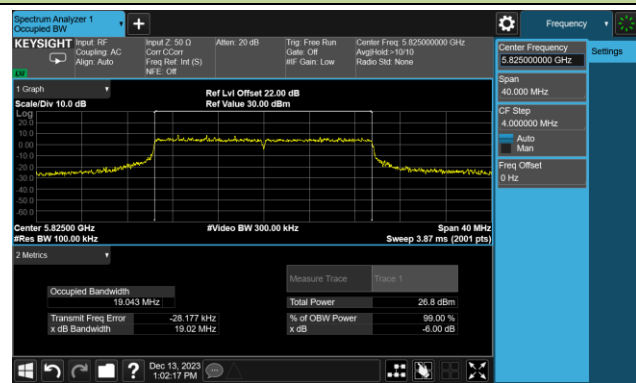 Spectrum Analyzer 1
Occupied BW
Frequency
KEYSIGHT
Input: RF
Coupling: AC
Align: Auto
Input Z: 50 Ω
Corr CCorr
Freq Ref: Int (S)
NFE: Off
Atten: 20 dB
Trig: Free Run
Gate: Off
#IF Gain: Low
Center Freq: 5.825000000 GHz
Avg|Hold:>10/10
Radio Std: None
Center Frequency
5.825000000 GHz
Settings
Span
40.000 MHz
CF Step
4.000000 MHz
Auto
Man
Freq Offset
0 Hz
1 Graph
Scale/Div 10.0 dB
Ref Lvl Offset 22.00 dB
Ref Value 30.00 dBm
Log
20.0
10.0
0.00
-10.0
-20.0
-30.0
-40.0
-50.0
-60.0
Center 5.82500 GHz
#Res BW 100.00 kHz
#Video BW 300.00 kHz
Span 40 MHz
Sweep 3.87 ms (2001 pts)
2 Metrics
Measure Trace
Trace 1
Occupied Bandwidth
19.043 MHz
Total Power
26.8 dBm
Transmit Freq Error
-28.177 kHz
% of OBW Power
99.00 %
x dB Bandwidth
19.02 MHz
x dB
-6.00 dB
Dec 13, 2023
1:02:17 PM